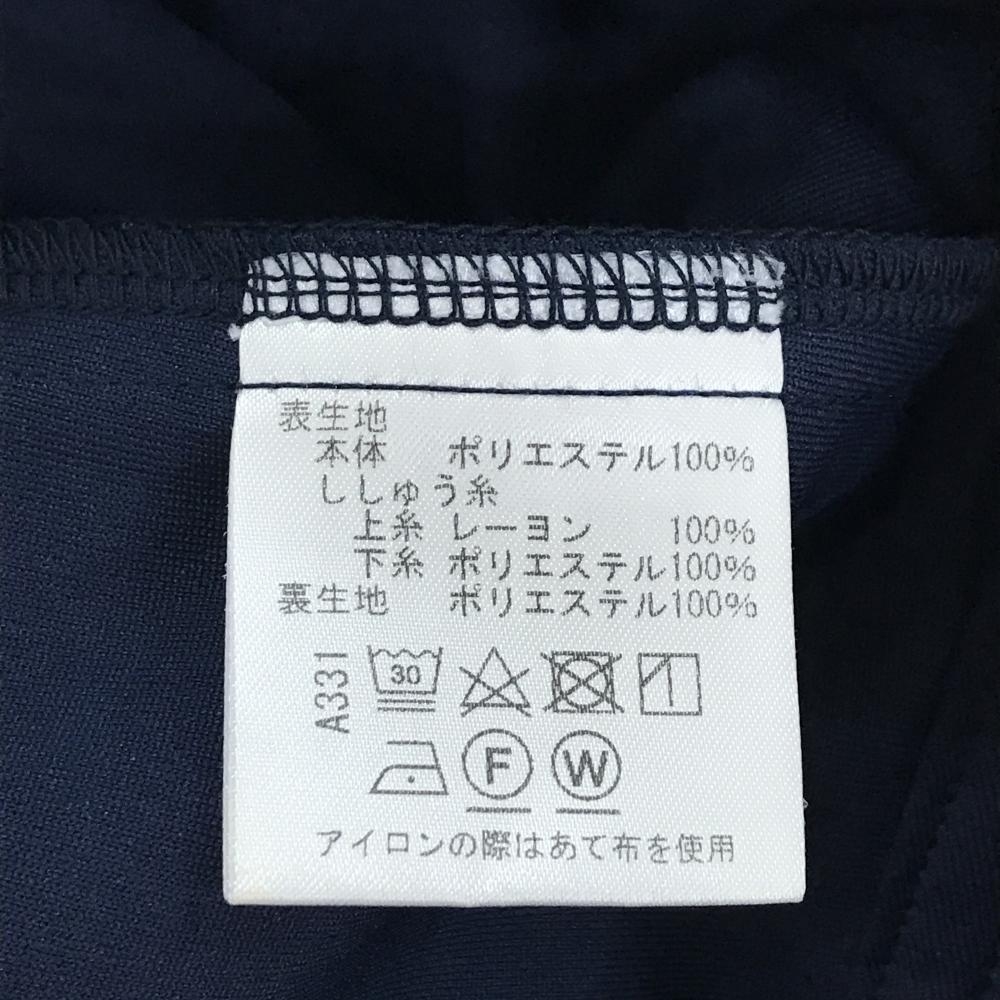 表生地
本体 ポリエステル100%
ししゅう糸
上糸 レーヨン 100%
下糸 ポリエステル100%
裏生地 ポリエステル100%
A331
30
F W
アイロンの際はあて布を使用